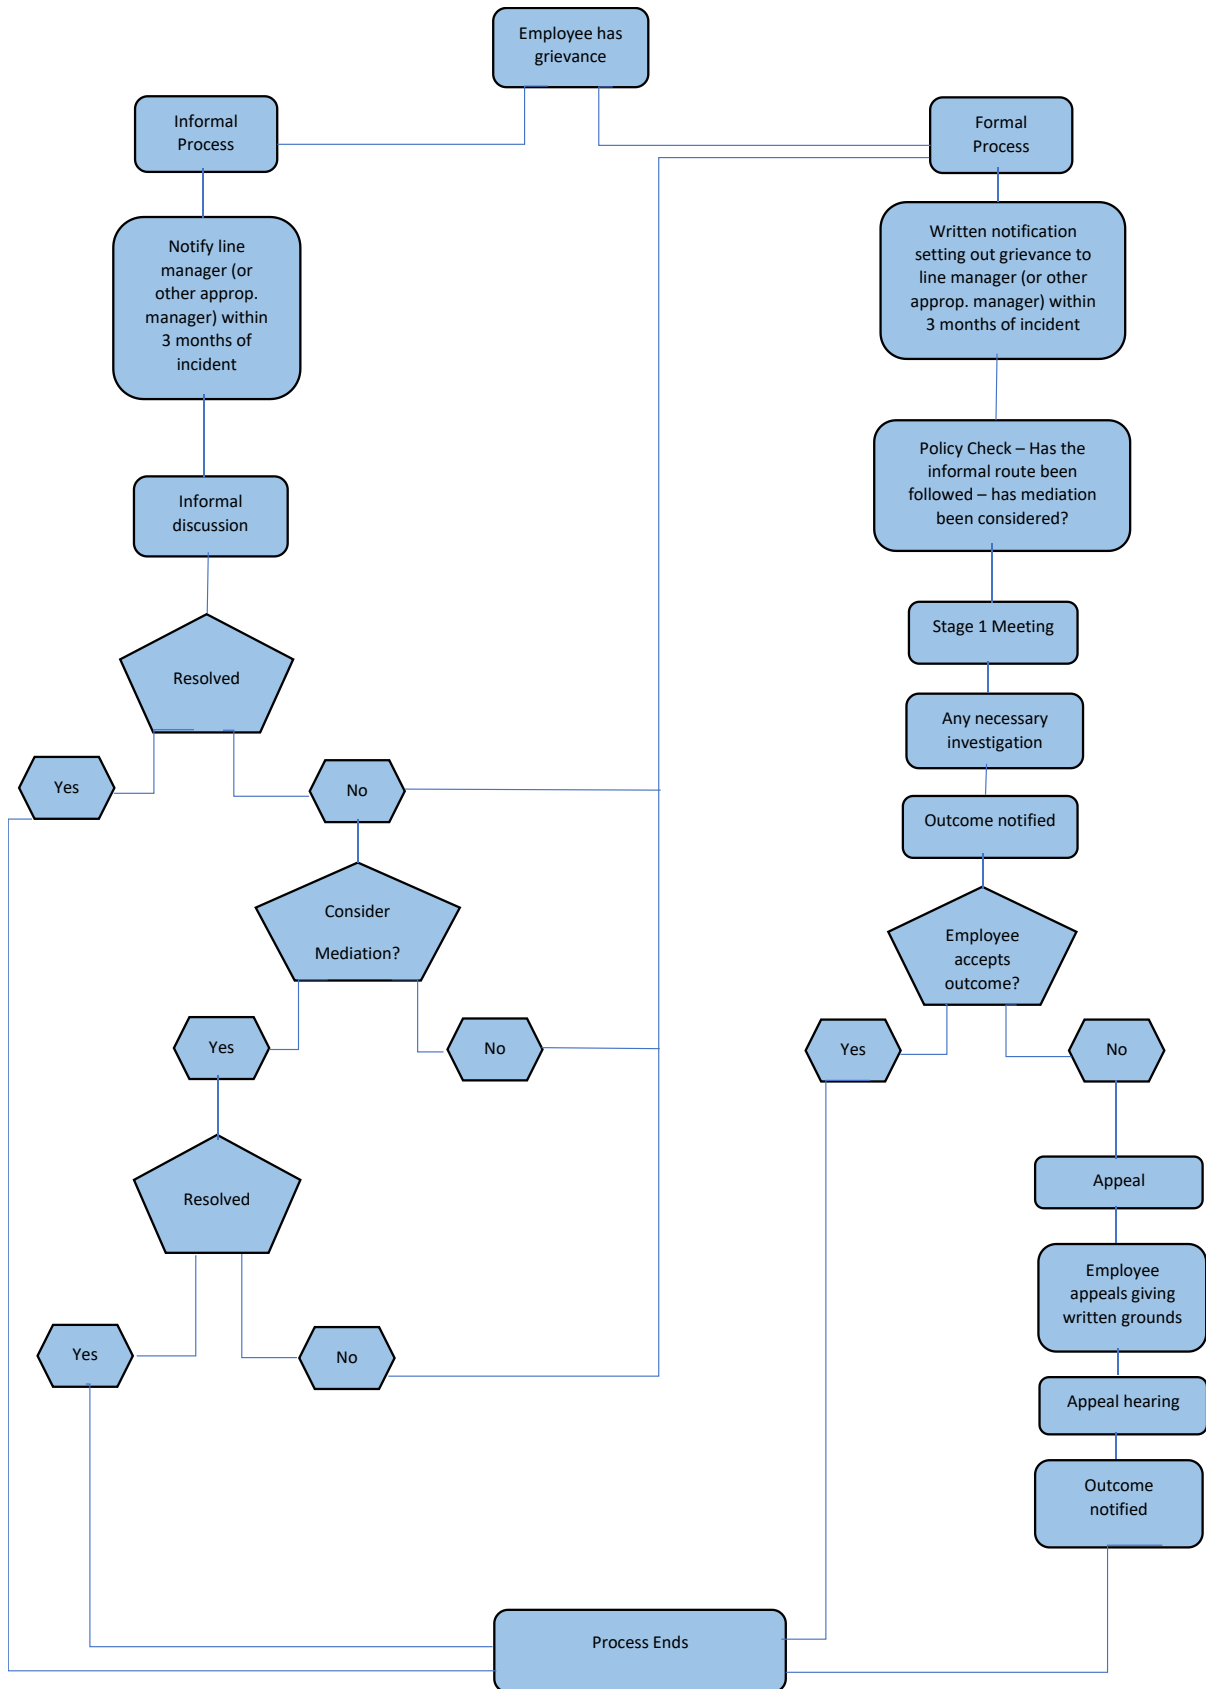 Employee has
grievance
Informal
Process
Formal
Process
Notify line
manager (or
other approp.
manager) within
3 months of
incident
Written notification
setting out grievance to
line manager (or other
approp. manager) within
3 months of incident
Policy Check – Has the
informal route been
followed – has mediation
been considered?
Informal
discussion
Stage 1 Meeting
Resolved
Any necessary
investigation
Yes
No
Outcome notified
Consider
Mediation?
Employee
accepts
outcome?
Yes
No
Yes
No
Appeal
Resolved
Employee
appeals giving
written grounds
Yes
No
Appeal hearing
Outcome
notified
Process Ends